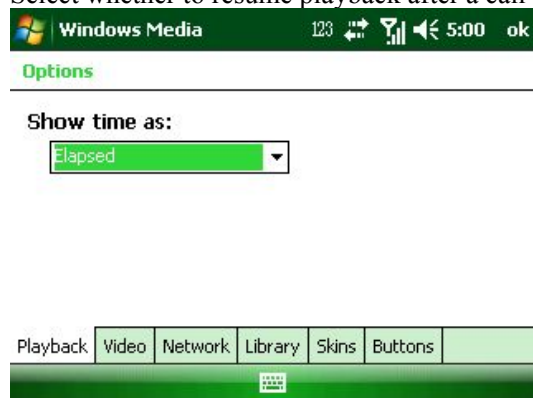 Select whether to resume playback after a call
Windows Media 123 5:00 ok
Options
Show time as:
Elapsed
Playback Video Network Library Skins Buttons